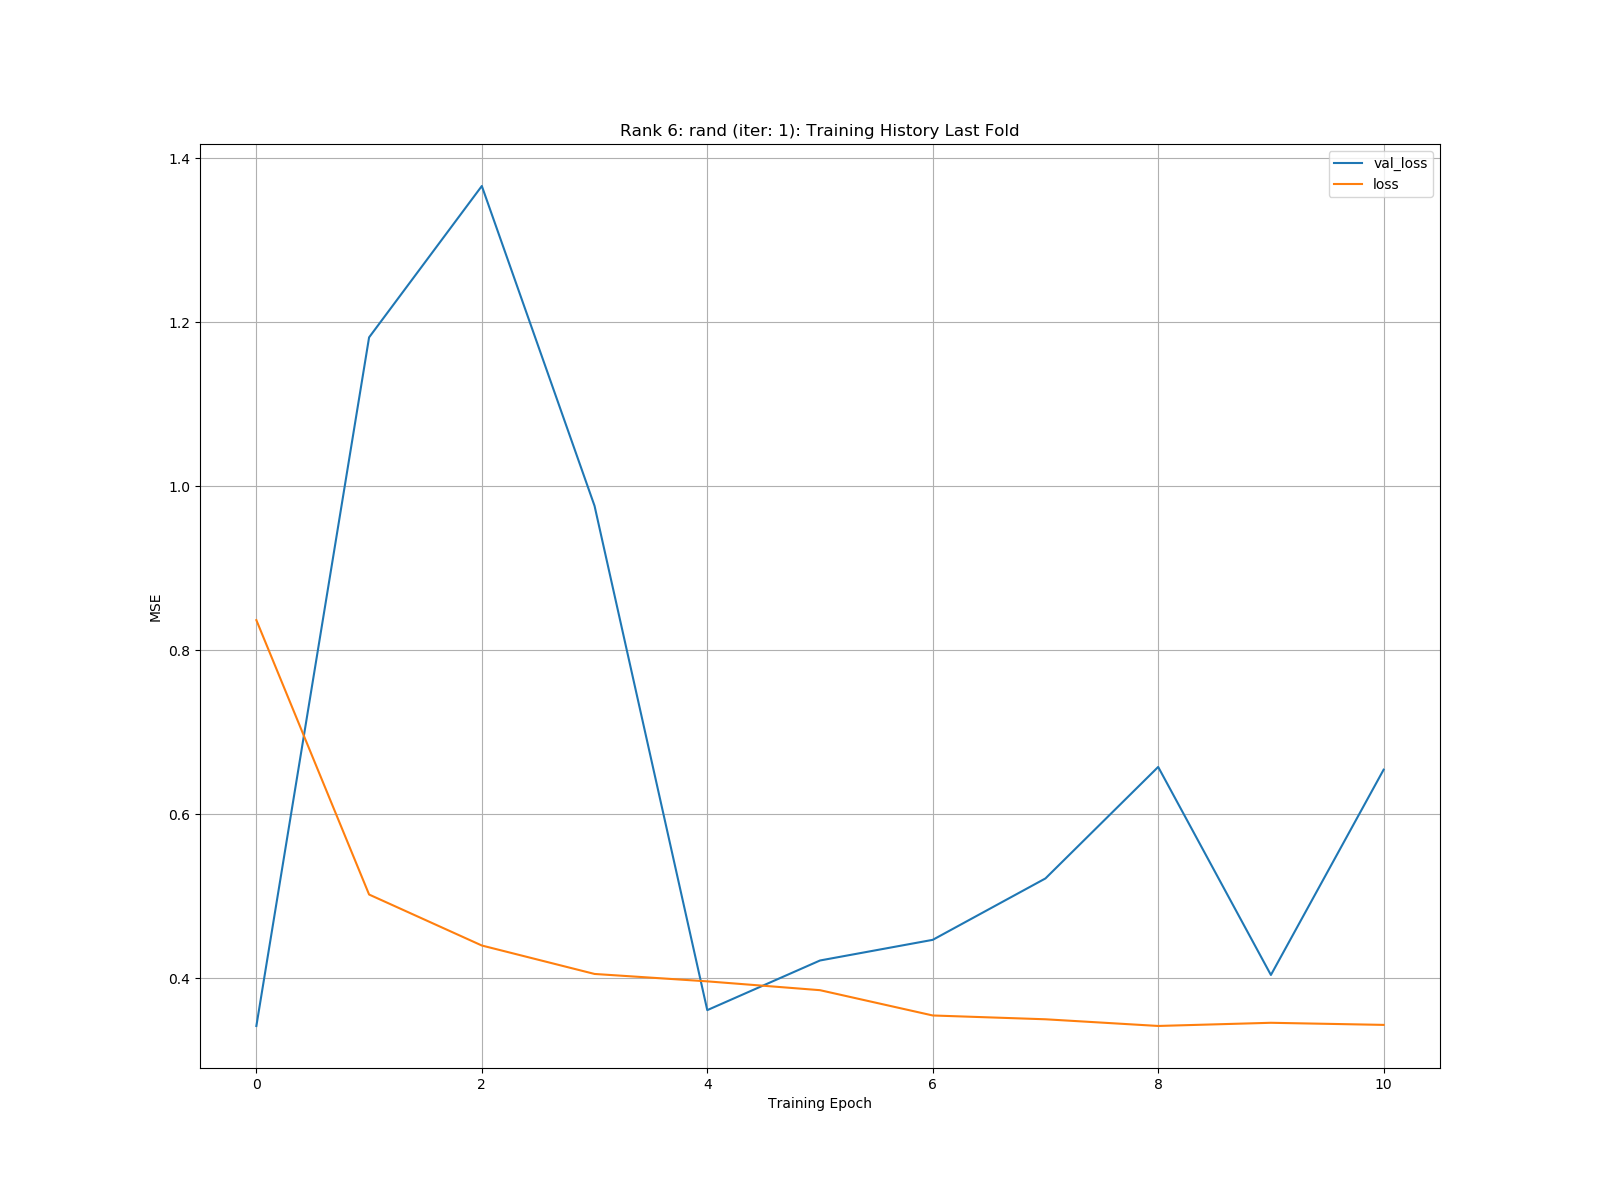 Rank 6: rand (iter: 1): Training History Last Fold
val_loss
loss
1.4
1.2
1.0
0.8
0.6
0.4
MSE
0 2 4 6 8 10
Training Epoch